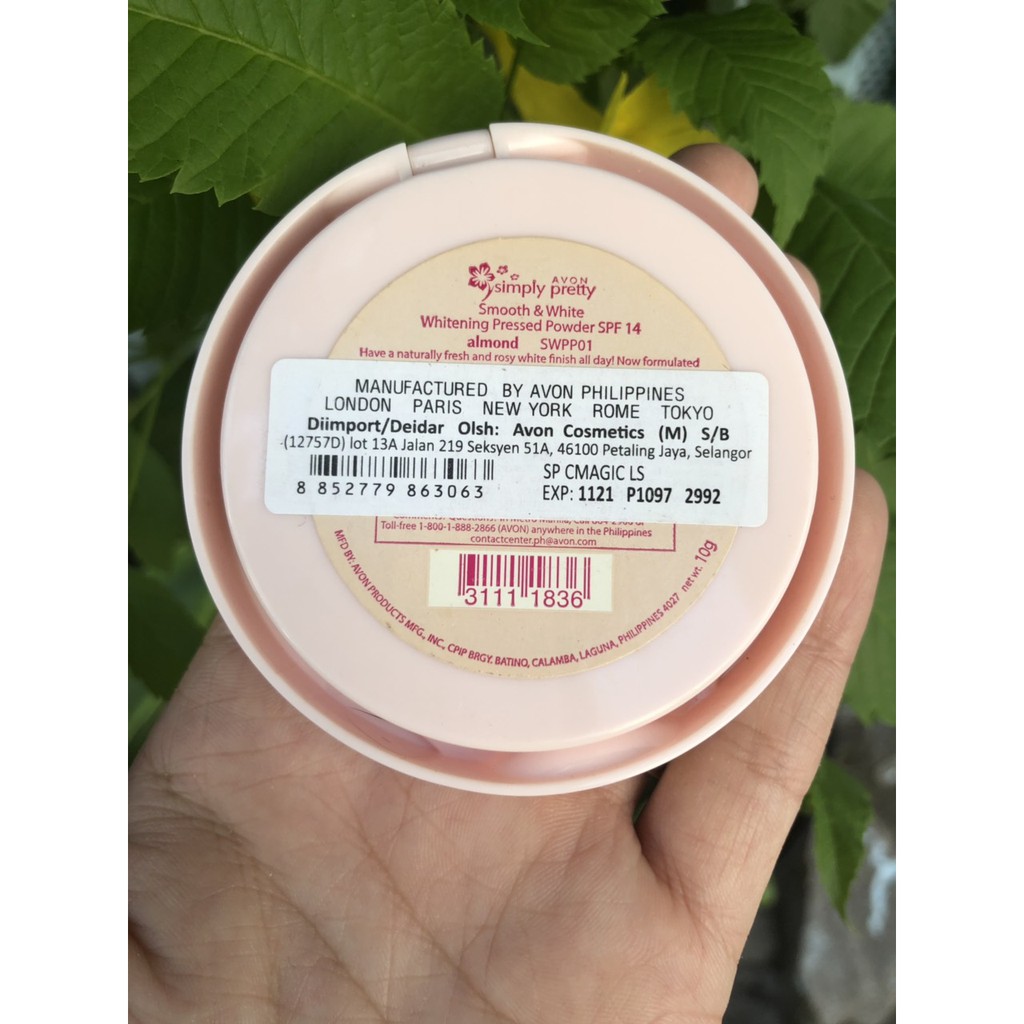 AVON
simply pretty
Smooth & White
Whitening Pressed Powder SPF 14
almond SWPP01
Have a naturally fresh and rosy white finish all day! Now formulated
MANUFACTURED BY AVON PHILIPPINES
LONDON PARIS NEW YORK ROME TOKYO
Diimport/Deidar Olsh: Avon Cosmetics (M) S/B
(12757D) lot 13A Jalan 219 Seksyen 51A, 46100 Petaling Jaya, Selangor
SP CMAGIC LS
8 852779 863063
EXP: 1121 P1097 2992
Toll-free 1-800-1-888-2866 (AVON) anywhere in the Philippines
contactcenter.ph@avon.com
3111 1836
MFD BY: AVON PRODUCTS MFG., INC., CPIP BRGY. BATINO, CALAMBA, LAGUNA, PHILIPPINES 4027 net wt. 10g